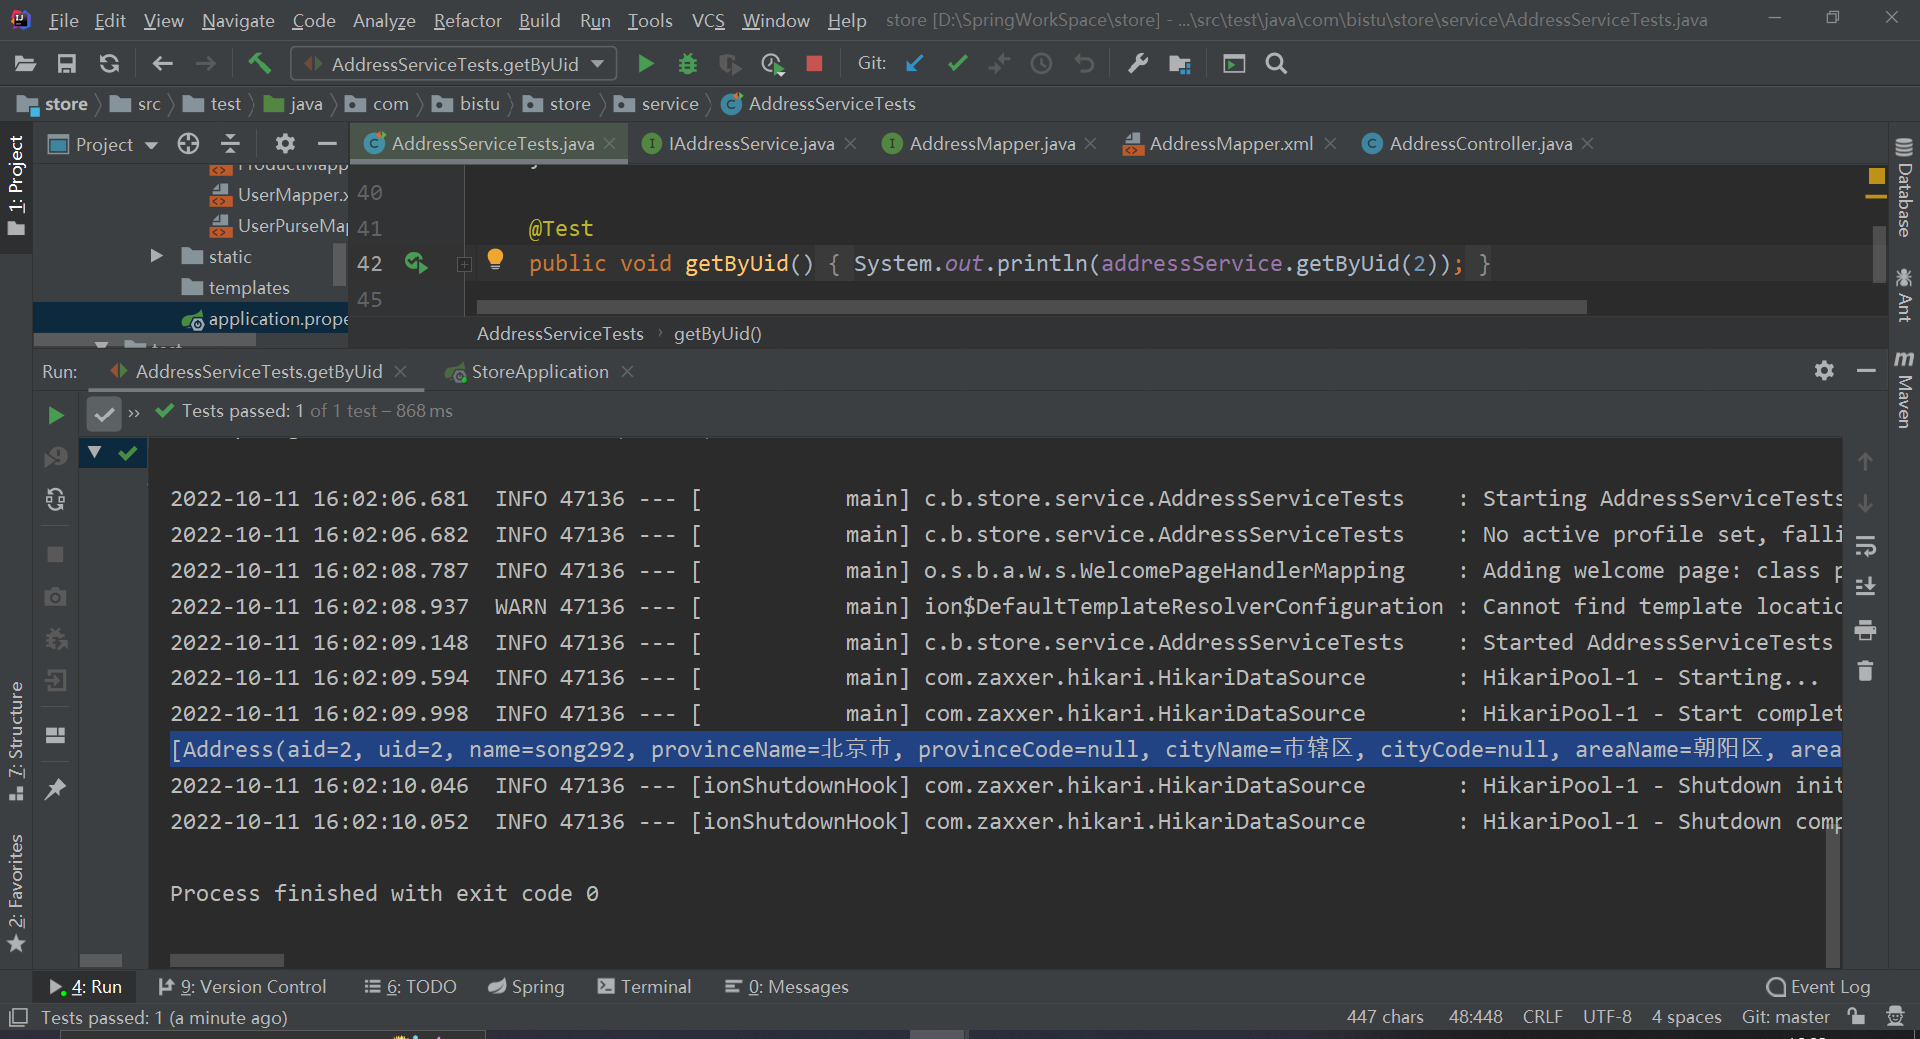 File Edit View Navigate Code Analyze Refactor Build Run Tools VCS Window Help store [D:\SpringWorkSpace\store] - ...\src\test\java\com\bistu\store\service\AddressServiceTests.java
AddressServiceTests.getByUid Git:
store src test java com bistu store service AddressServiceTests
1: Project
Project
AddressServiceTests.java IAddressService.java AddressMapper.java AddressMapper.xml AddressController.java
UserMapper.x
UserPurseMap
static
templates
application.prope
40
41 @Test
42 public void getByUid() { System.out.println(addressService.getByUid(2)); }
45
AddressServiceTests › getByUid()
Database
Ant
Maven
Run: AddressServiceTests.getByUid StoreApplication
Tests passed: 1 of 1 test – 868 ms
2022-10-11 16:02:06.681 INFO 47136 --- [ main] c.b.store.service.AddressServiceTests : Starting AddressServiceTests
2022-10-11 16:02:06.682 INFO 47136 --- [ main] c.b.store.service.AddressServiceTests : No active profile set, falli
2022-10-11 16:02:08.787 INFO 47136 --- [ main] o.s.b.a.w.s.WelcomePageHandlerMapping : Adding welcome page: class p
2022-10-11 16:02:08.937 WARN 47136 --- [ main] ion$DefaultTemplateResolverConfiguration : Cannot find template locatio
2022-10-11 16:02:09.148 INFO 47136 --- [ main] c.b.store.service.AddressServiceTests : Started AddressServiceTests
2022-10-11 16:02:09.594 INFO 47136 --- [ main] com.zaxxer.hikari.HikariDataSource : HikariPool-1 - Starting...
2022-10-11 16:02:09.998 INFO 47136 --- [ main] com.zaxxer.hikari.HikariDataSource : HikariPool-1 - Start complet
[Address(aid=2, uid=2, name=song292, provinceName=北京市, provinceCode=null, cityName=市辖区, cityCode=null, areaName=朝阳区, area
2022-10-11 16:02:10.046 INFO 47136 --- [ionShutdownHook] com.zaxxer.hikari.HikariDataSource : HikariPool-1 - Shutdown init
2022-10-11 16:02:10.052 INFO 47136 --- [ionShutdownHook] com.zaxxer.hikari.HikariDataSource : HikariPool-1 - Shutdown comp
Process finished with exit code 0
7: Structure
2: Favorites
4: Run 9: Version Control 6: TODO Spring Terminal 0: Messages Event Log
Tests passed: 1 (a minute ago) 447 chars 48:448 CRLF UTF-8 4 spaces Git: master